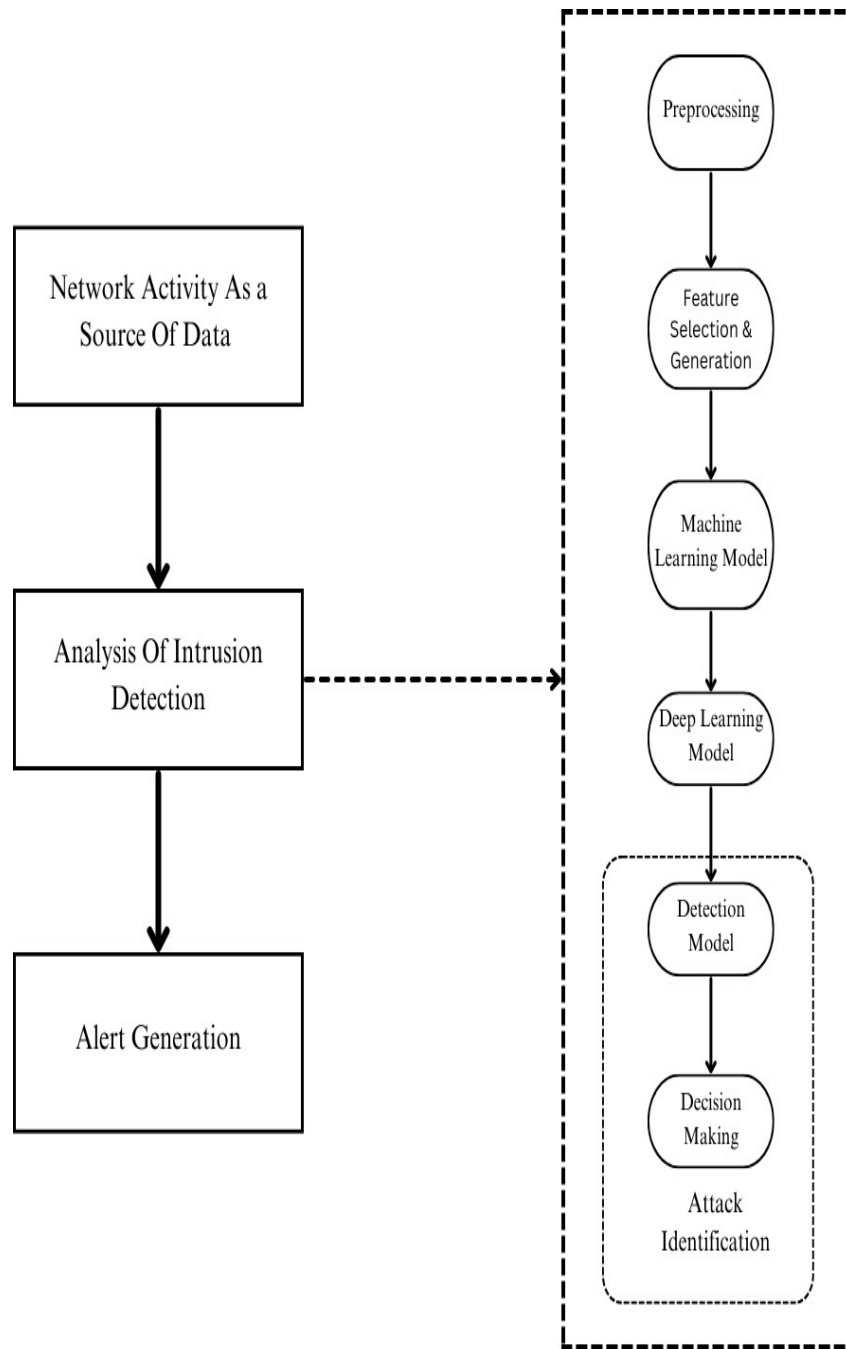 Network Activity As a
Source Of Data
Analysis Of Intrusion
Detection
Alert Generation
Preprocessing
Feature
Selection &
Generation
Machine
Learning Model
Deep Learning
Model
Detection
Model
Decision
Making
Attack
Identification